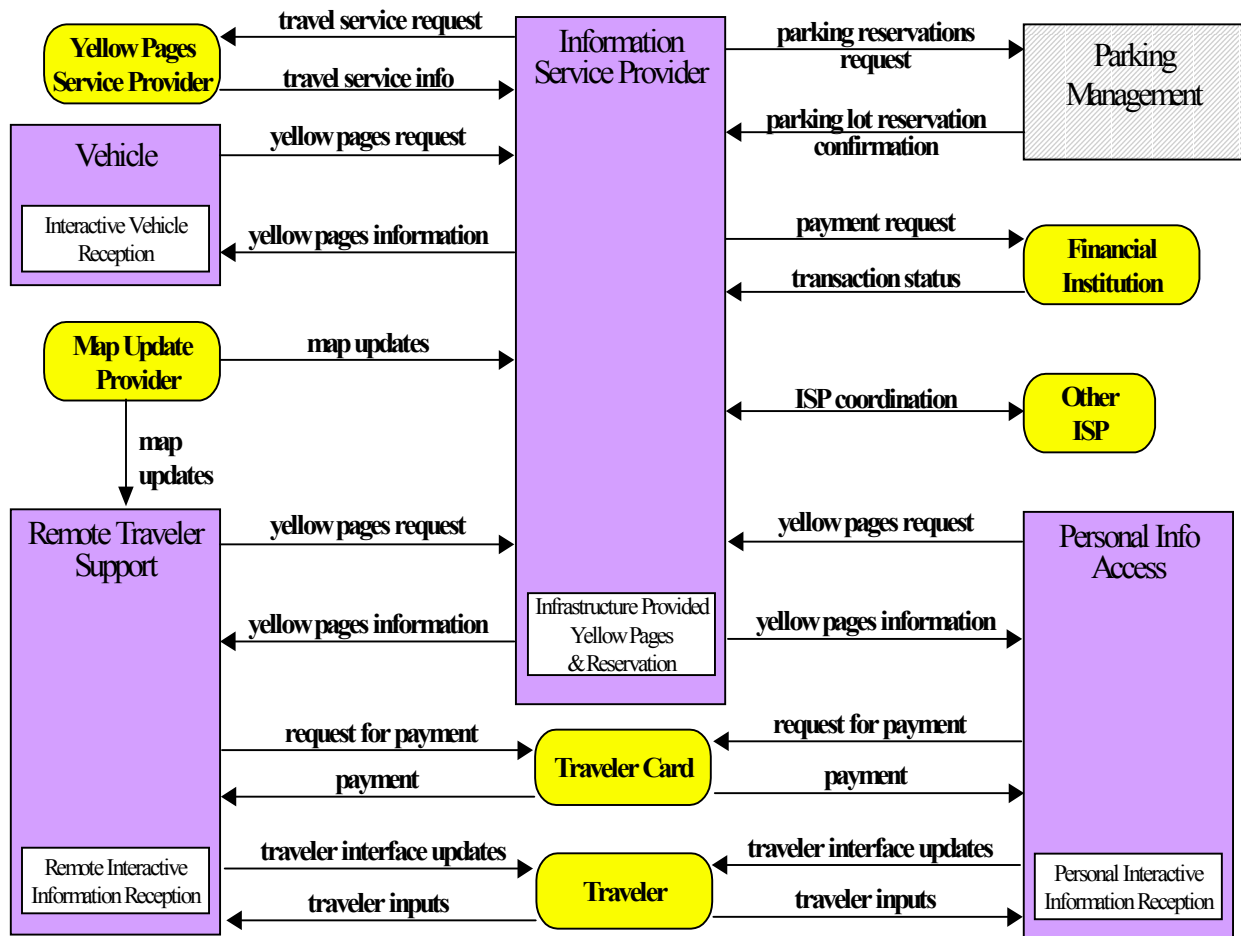 travel service request
Yellow Pages
Service Provider
travel service info
Information
Service Provider
parking reservations
request
Parking
Management
parking lot reservation
confirmation
Vehicle
yellow pages request
Interactive Vehicle
Reception
yellow pages information
payment request
Financial
Institution
transaction status
Map Update
Provider
map updates
ISP coordination
Other
ISP
map
updates
Remote Traveler
Support
yellow pages request
yellow pages request
Personal Info
Access
Infrastructure Provided
Yellow Pages
& Reservation
yellow pages information
yellow pages information
request for payment
request for payment
Traveler Card
payment
payment
Remote Interactive
Information Reception
traveler interface updates
traveler interface updates
Traveler
traveler inputs
traveler inputs
Personal Interactive
Information Reception